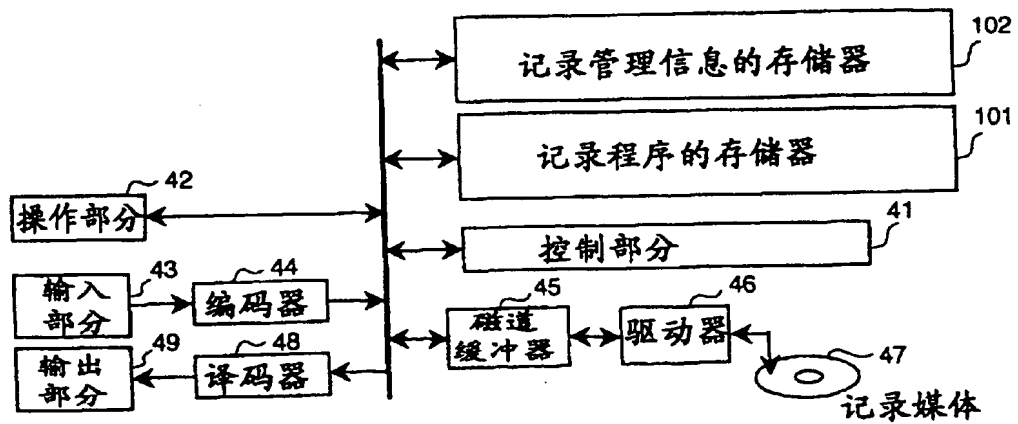 102
记录管理信息的存储器
101
记录程序的存储器
42
操作部分
41
控制部分
43
输入
部分
44
编码器
45
磁道
缓冲器
46
驱动器
47
记录媒体
49
输出
部分
48
译码器